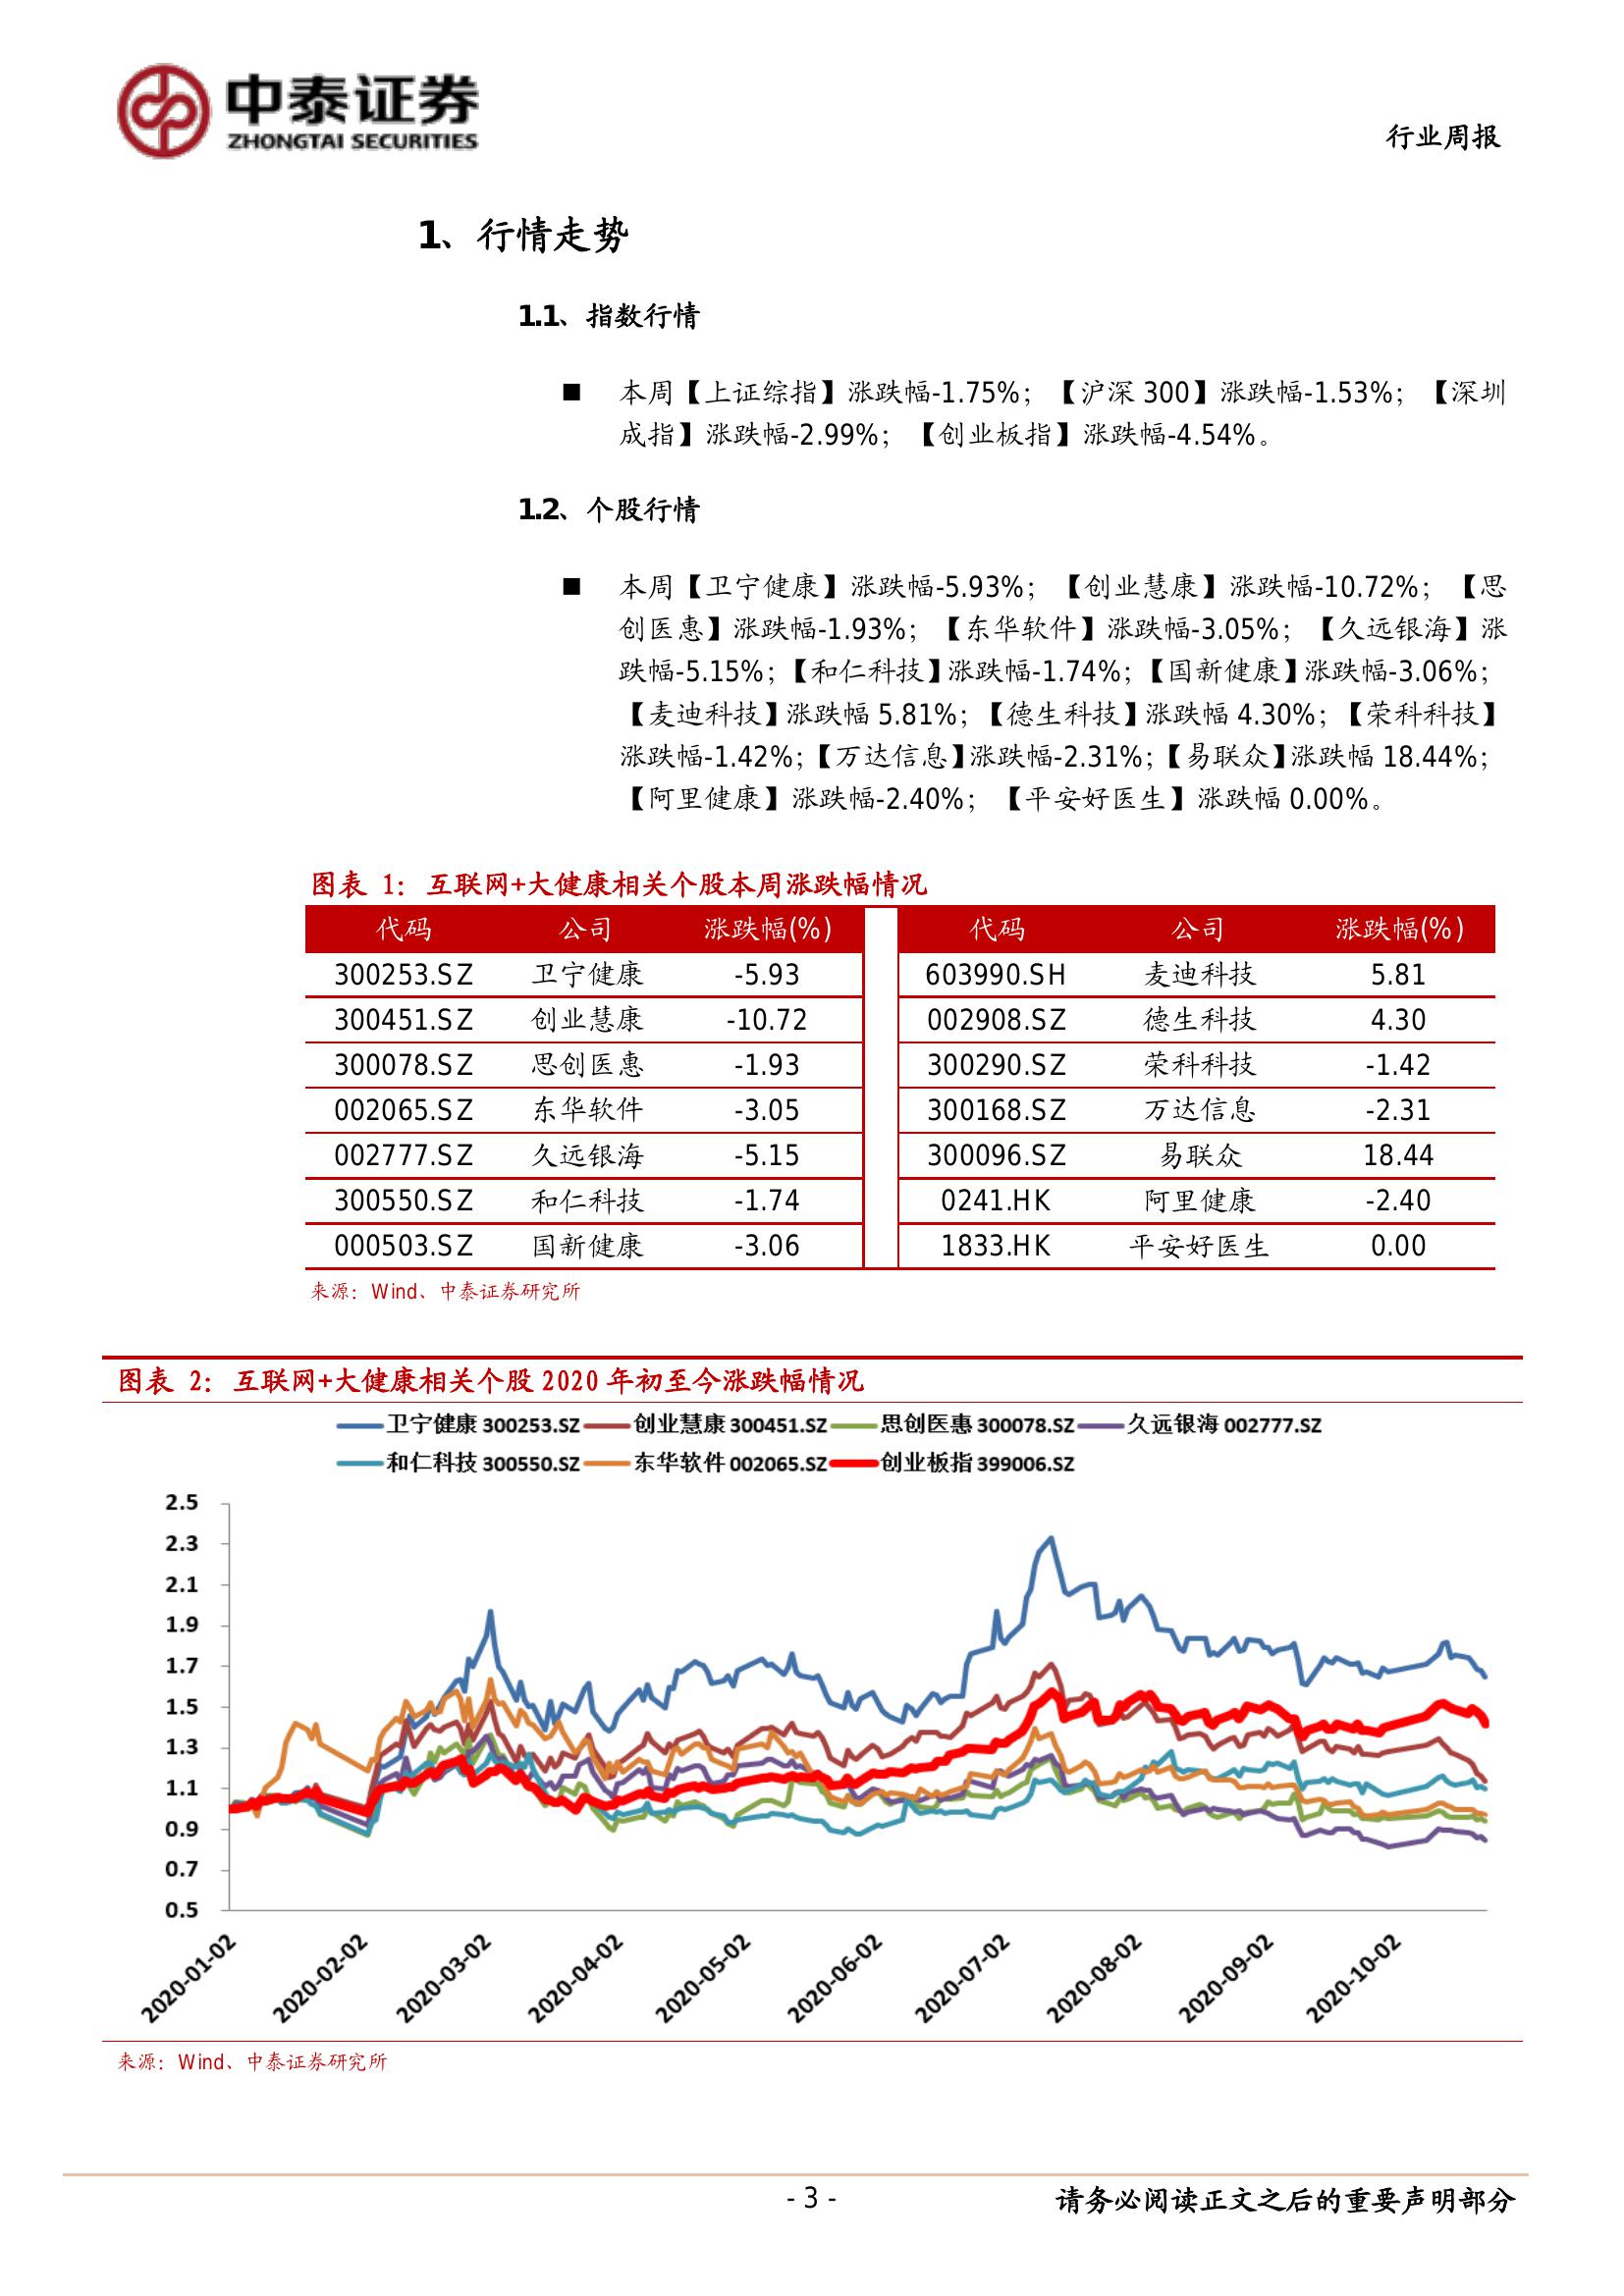 中泰证券
ZHONGTAI SECURITIES
行业周报
1、行情走势
1.1、指数行情
■ 本周【上证综指】涨跌幅-1.75%；【沪深 300】涨跌幅-1.53%；【深圳
成指】涨跌幅-2.99%；【创业板指】涨跌幅-4.54%。
1.2、个股行情
■ 本周【卫宁健康】涨跌幅-5.93%；【创业慧康】涨跌幅-10.72%；【思
创医惠】涨跌幅-1.93%；【东华软件】涨跌幅-3.05%；【久远银海】涨
跌幅-5.15%；【和仁科技】涨跌幅-1.74%；【国新健康】涨跌幅-3.06%；
【麦迪科技】涨跌幅 5.81%；【德生科技】涨跌幅 4.30%；【荣科科技】
涨跌幅-1.42%；【万达信息】涨跌幅-2.31%；【易联众】涨跌幅 18.44%；
【阿里健康】涨跌幅-2.40%；【平安好医生】涨跌幅 0.00%。
图表 1：互联网+大健康相关个股本周涨跌幅情况
代码 公司 涨跌幅(%) 代码 公司 涨跌幅(%)
300253.SZ 卫宁健康 -5.93 603990.SH 麦迪科技 5.81
300451.SZ 创业慧康 -10.72 002908.SZ 德生科技 4.30
300078.SZ 思创医惠 -1.93 300290.SZ 荣科科技 -1.42
002065.SZ 东华软件 -3.05 300168.SZ 万达信息 -2.31
002777.SZ 久远银海 -5.15 300096.SZ 易联众 18.44
300550.SZ 和仁科技 -1.74 0241.HK 阿里健康 -2.40
000503.SZ 国新健康 -3.06 1833.HK 平安好医生 0.00
来源：Wind、中泰证券研究所
图表 2：互联网+大健康相关个股 2020 年初至今涨跌幅情况
卫宁健康 300253.SZ 创业慧康 300451.SZ 思创医惠 300078.SZ 久远银海 002777.SZ
和仁科技 300550.SZ 东华软件 002065.SZ 创业板指 399006.SZ
2.5
2.3
2.1
1.9
1.7
1.5
1.3
1.1
0.9
0.7
0.5
2020-01-02 2020-02-02 2020-03-02 2020-04-02 2020-05-02 2020-06-02 2020-07-02 2020-08-02 2020-09-02 2020-10-02
来源：Wind、中泰证券研究所
- 3 - 请务必阅读正文之后的重要声明部分